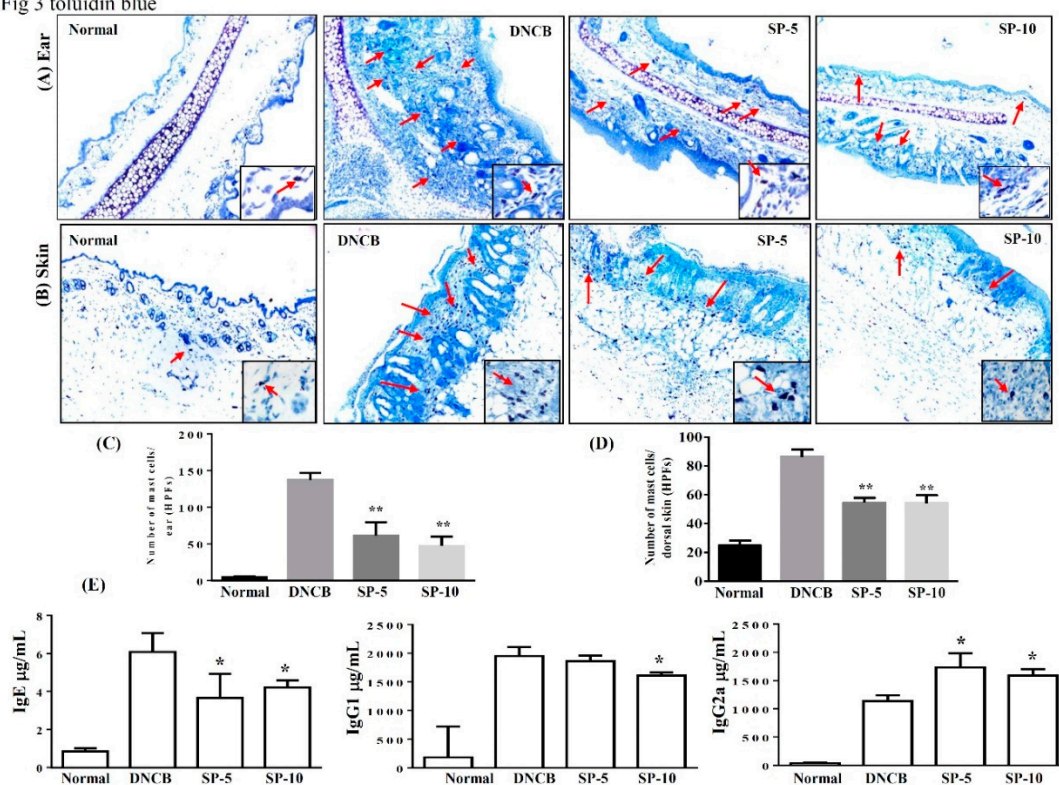 Fig 3 toluidin blue
(A) Ear
Normal
DNCB
SP-5
SP-10
(B) Skin
Normal
DNCB
SP-5
SP-10
(C)
Number of mast cells/
ear (HPFs)
200
150
100
50
0
Normal DNCB SP-5 SP-10
** **
(D)
Number of mast cells/
dorsal skin (HPFs)
100
80
60
40
20
0
Normal DNCB SP-5 SP-10
** **
(E)
IgE µg/mL
8
6
4
2
0
Normal DNCB SP-5 SP-10
* *
IgG1 µg/mL
2500
2000
1500
1000
500
0
Normal DNCB SP-5 SP-10
*
IgG2a µg/mL
2500
2000
1500
1000
500
0
Normal DNCB SP-5 SP-10
* *